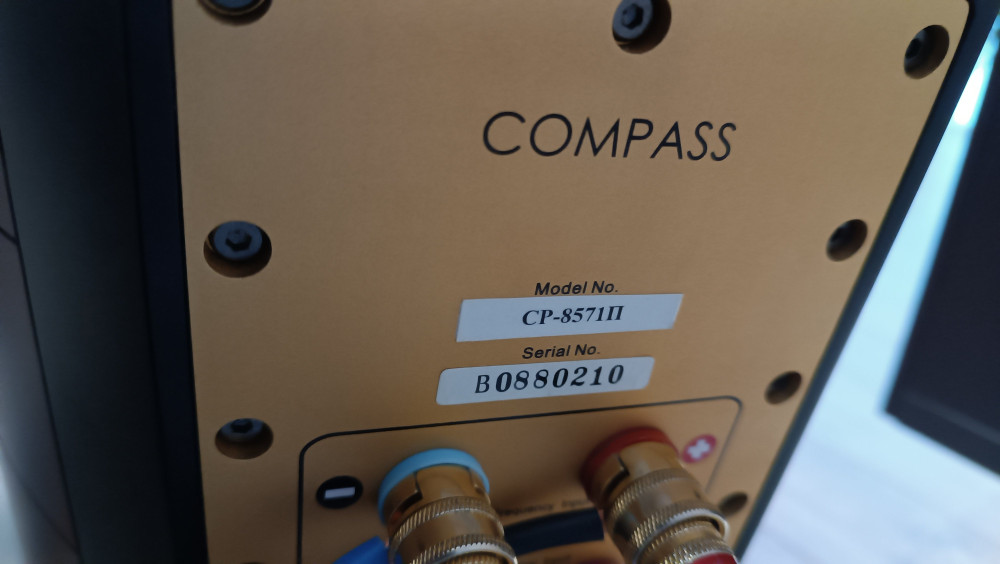 COMPASS
Model No.
CP-8571П
Serial No.
B0880210